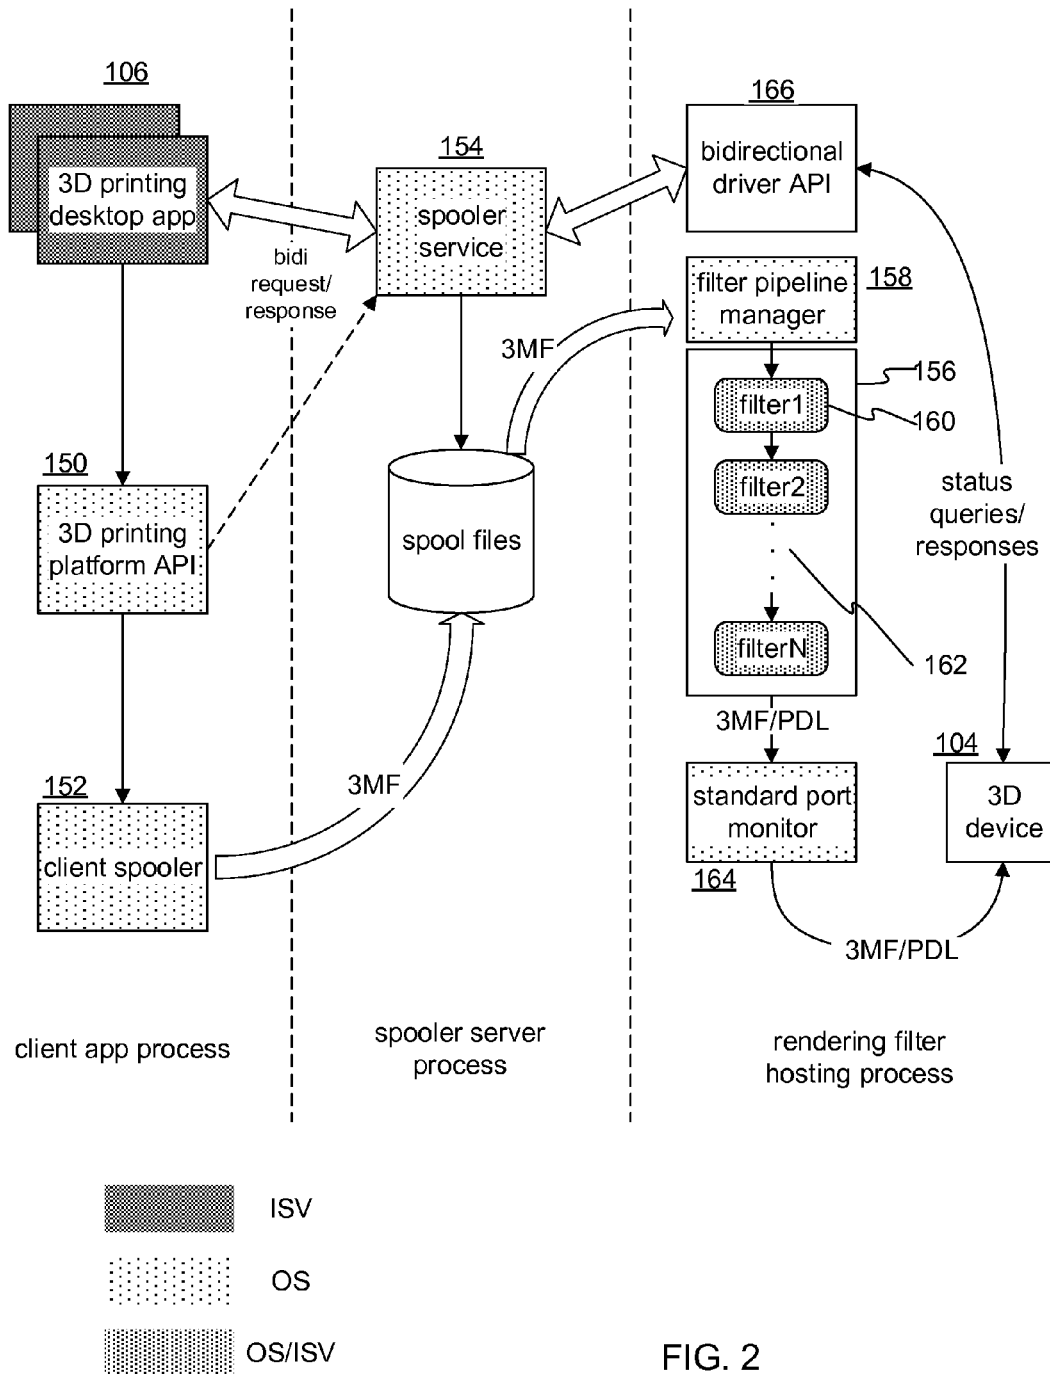 106
3D printing
desktop app
bidi
request/
response
150
3D printing
platform API
152
client spooler
3MF
client app process
154
spooler
service
3MF
spool files
spooler server
process
166
bidirectional
driver API
filter pipeline
manager
158
156
filter1
160
filter2
filterN
162
status
queries/
responses
3MF/PDL
standard port
monitor
164
104
3D
device
3MF/PDL
rendering filter
hosting process
ISV
OS
OS/ISV
FIG. 2